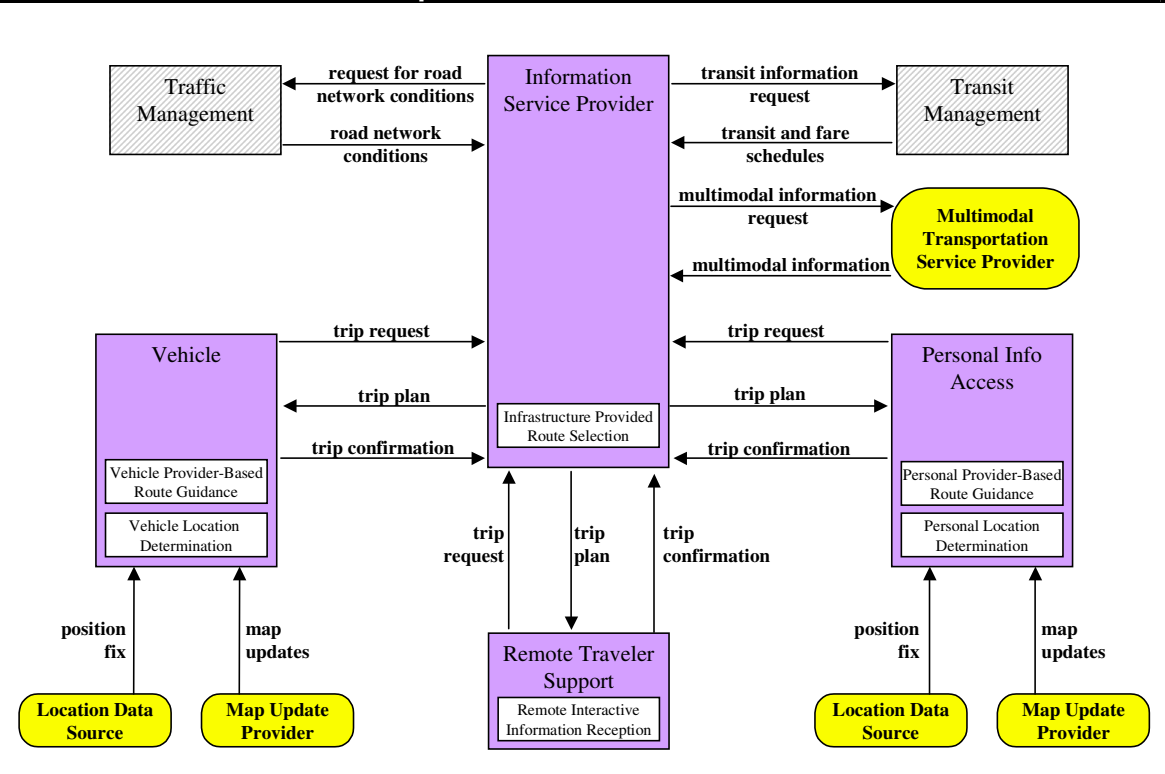 Traffic
Management
request for road
network conditions
road network
conditions
Information
Service Provider
transit information
request
transit and fare
schedules
Transit
Management
multimodal information
request
multimodal information
Multimodal
Transportation
Service Provider
Vehicle
trip request
trip plan
trip confirmation
Vehicle Provider-Based
Route Guidance
Vehicle Location
Determination
Infrastructure Provided
Route Selection
trip request
trip plan
trip confirmation
Personal Info
Access
Personal Provider-Based
Route Guidance
Personal Location
Determination
trip
request
trip
plan
trip
confirmation
position
fix
map
updates
Location Data
Source
Map Update
Provider
Remote Traveler
Support
Remote Interactive
Information Reception
position
fix
map
updates
Location Data
Source
Map Update
Provider